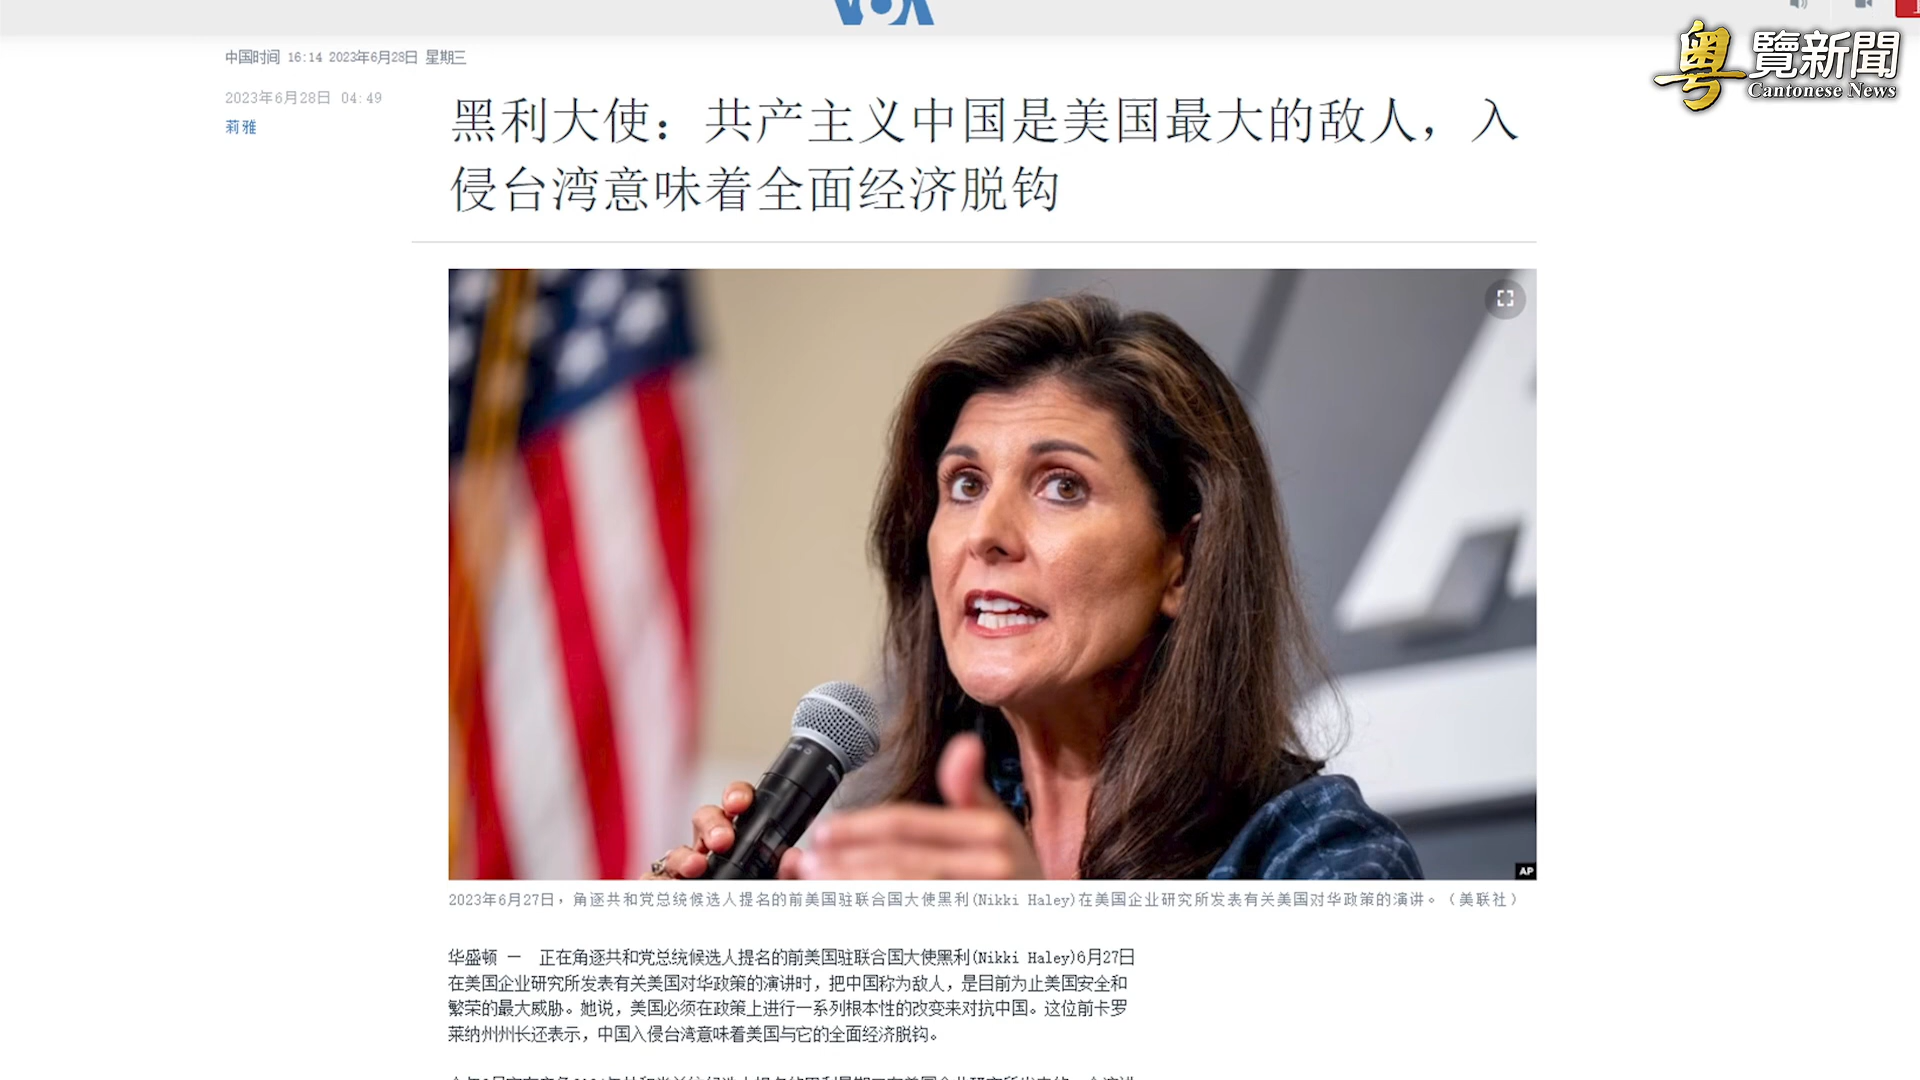 VOA
粤覽新聞
Cantonese News
中国时间 16:14 2023年6月28日 星期三
2023年6月28日 04:49
莉雅
黑利大使：共产主义中国是美国最大的敌人，入
侵台湾意味着全面经济脱钩
AP
2023年6月27日，角逐共和党总统候选人提名的前美国驻联合国大使黑利(Nikki Haley)在美国企业研究所发表有关美国对华政策的演讲。（美联社）
华盛顿 — 正在角逐共和党总统候选人提名的前美国驻联合国大使黑利(Nikki Haley)6月27日
在美国企业研究所发表有关美国对华政策的演讲时，把中国称为敌人，是目前为止美国安全和
繁荣的最大威胁。她说，美国必须在政策上进行一系列根本性的改变来对抗中国。这位前卡罗
莱纳州州长还表示，中国入侵台湾意味着美国与它的全面经济脱钩。